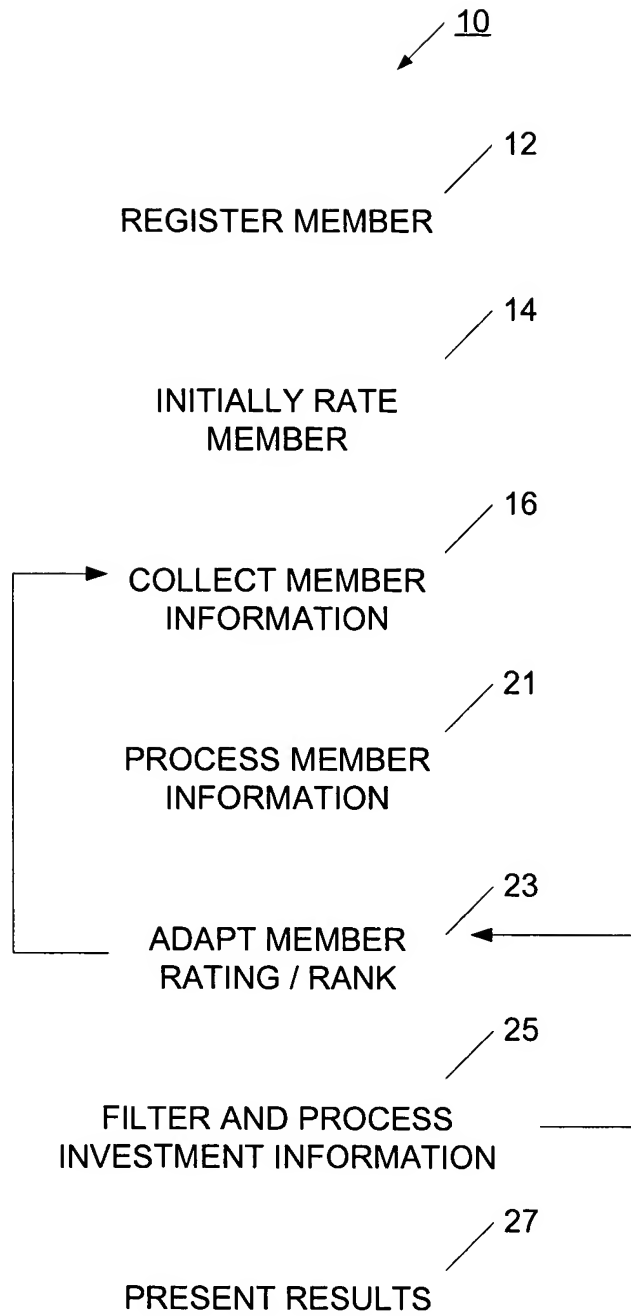 10
12
REGISTER MEMBER
14
INITIALLY RATE
MEMBER
16
COLLECT MEMBER
INFORMATION
21
PROCESS MEMBER
INFORMATION
23
ADAPT MEMBER
RATING / RANK
25
FILTER AND PROCESS
INVESTMENT INFORMATION
27
PRESENT RESULTS